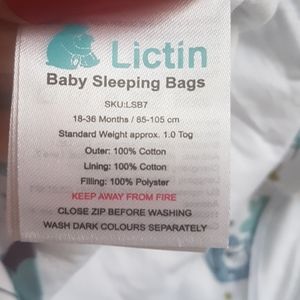 Lictin
Baby Sleeping Bags
SKU:LSB7
18-36 Months / 85-105 cm
Standard Weight approx. 1.0 Tog
Outer: 100% Cotton
Lining: 100% Cotton
Filling: 100% Polyster
KEEP AWAY FROM FIRE
CLOSE ZIP BEFORE WASHING
WASH DARK COLOURS SEPARATELY